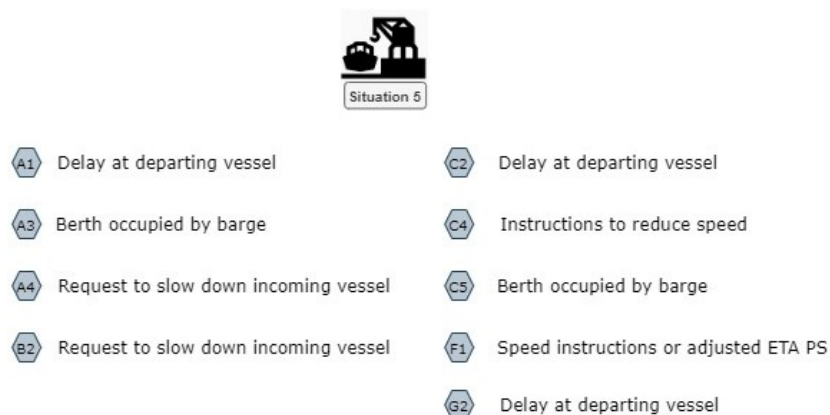 Situation 5
A1 Delay at departing vessel
A3 Berth occupied by barge
A4 Request to slow down incoming vessel
B2 Request to slow down incoming vessel
C2 Delay at departing vessel
C4 Instructions to reduce speed
C5 Berth occupied by barge
F1 Speed instructions or adjusted ETA PS
G2 Delay at departing vessel